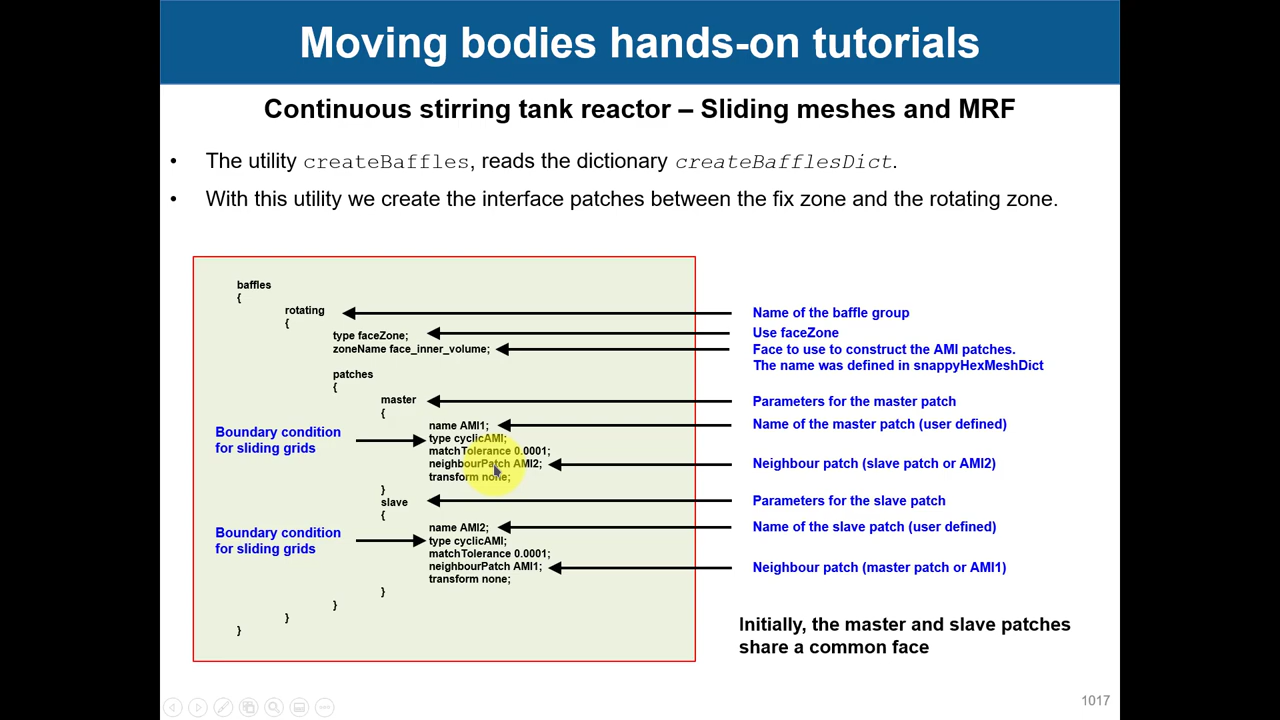 Moving bodies hands-on tutorials
Continuous stirring tank reactor – Sliding meshes and MRF
• The utility createBaffles, reads the dictionary createBafflesDict.
• With this utility we create the interface patches between the fix zone and the rotating zone.
baffles
{
rotating
{
type faceZone;
zoneName face_inner_volume;
patches
{
master
{
name AMI1;
type cyclicAMI;
matchTolerance 0.0001;
neighbourPatch AMI2;
transform none;
}
slave
{
name AMI2;
type cyclicAMI;
matchTolerance 0.0001;
neighbourPatch AMI1;
transform none;
}
}
}
}
Boundary condition
for sliding grids
Boundary condition
for sliding grids
Name of the baffle group
Use faceZone
Face to use to construct the AMI patches.
The name was defined in snappyHexMeshDict
Parameters for the master patch
Name of the master patch (user defined)
Neighbour patch (slave patch or AMI2)
Parameters for the slave patch
Name of the slave patch (user defined)
Neighbour patch (master patch or AMI1)
Initially, the master and slave patches
share a common face
1017